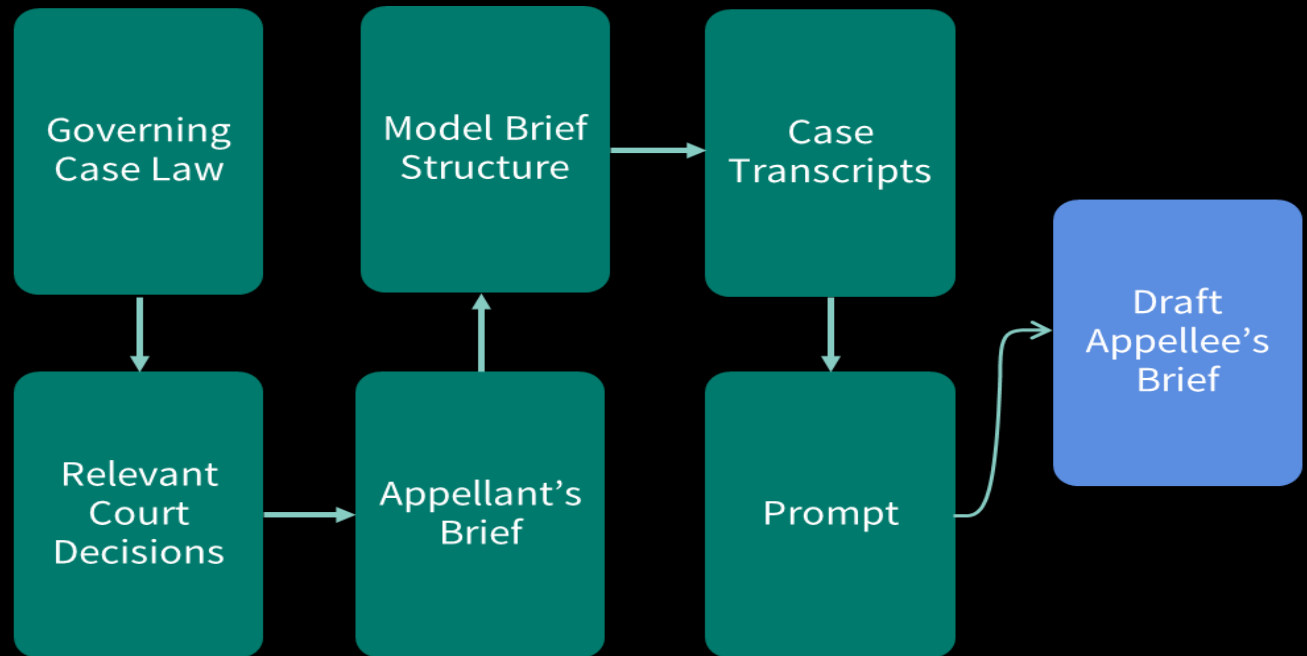 Governing
Case Law
Relevant
Court
Decisions
Appellant’s
Brief
Model Brief
Structure
Case
Transcripts
Prompt
Draft
Appellee’s
Brief